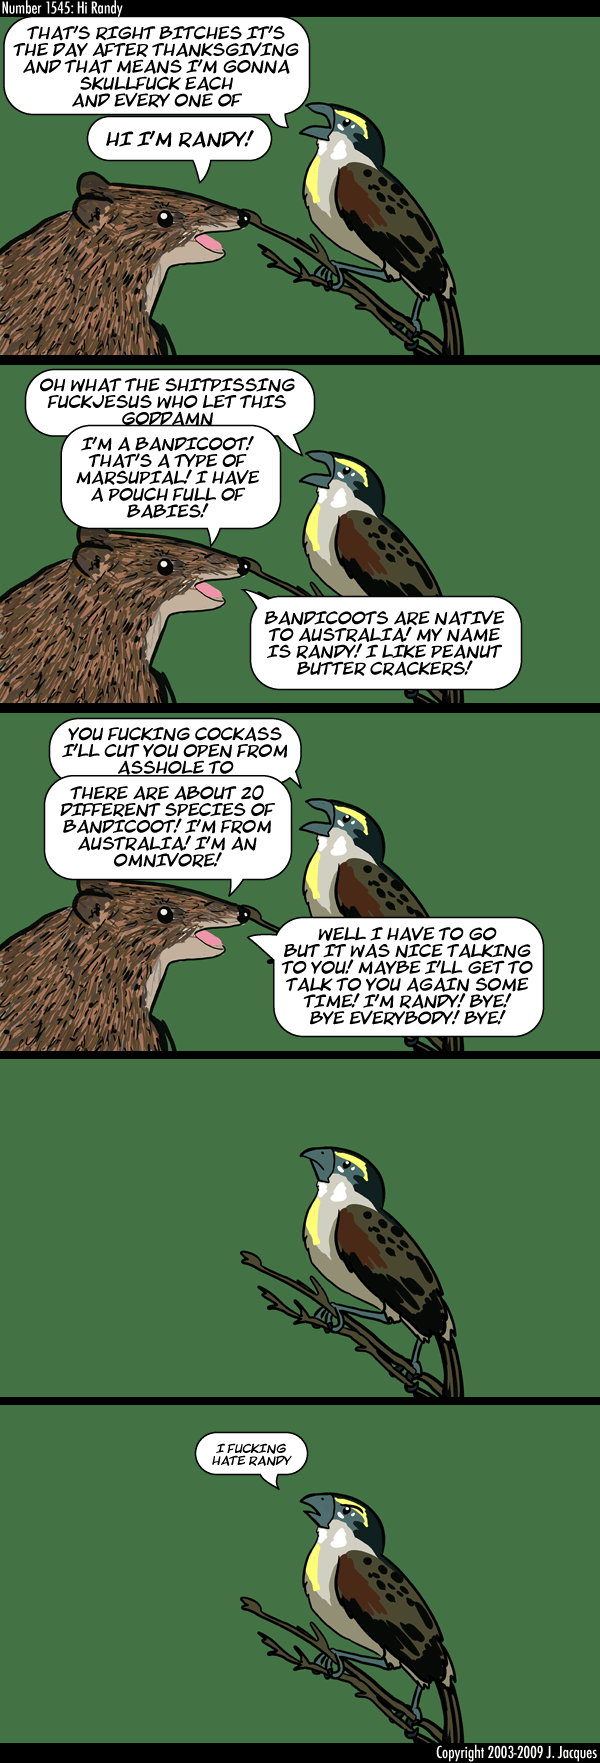 Number 1545: Hi Randy
THAT'S RIGHT BITCHES IT'S
THE DAY AFTER THANKSGIVING
AND THAT MEANS I'M GONNA
SKULLFUCK EACH
AND EVERY ONE OF
HI I'M RANDY!
OH WHAT THE SHITPISSING
FUCKJESUS WHO LET THIS
GODDAMN
I'M A BANDICOOT!
THAT'S A TYPE OF
MARSUPIAL! I HAVE
A POUCH FULL OF
BABIES!
BANDICOOTS ARE NATIVE
TO AUSTRALIA! MY NAME
IS RANDY! I LIKE PEANUT
BUTTER CRACKERS!
YOU FUCKING COCKASS
I'LL CUT YOU OPEN FROM
ASSHOLE TO
THERE ARE ABOUT 20
DIFFERENT SPECIES OF
BANDICOOT! I'M FROM
AUSTRALIA! I'M AN
OMNIVORE!
WELL I HAVE TO GO
BUT IT WAS NICE TALKING
TO YOU! MAYBE I'LL GET TO
TALK TO YOU AGAIN SOME
TIME! I'M RANDY! BYE!
BYE EVERYBODY! BYE!
I FUCKING
HATE RANDY
Copyright 2003-2009 J. Jacques